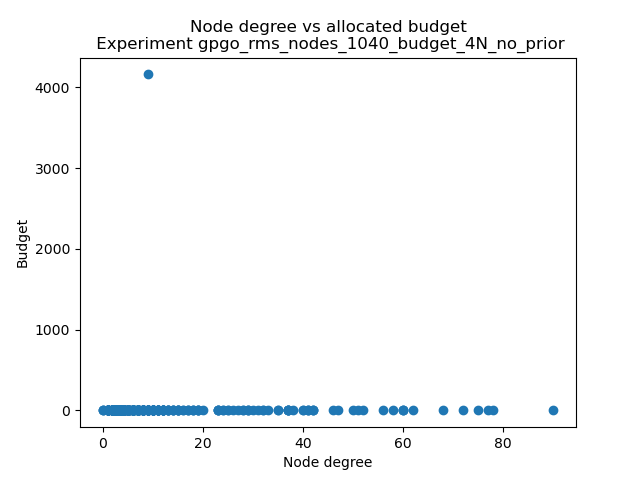 Node degree vs allocated budget
Experiment gpgo_rms_nodes_1040_budget_4N_no_prior
4000
3000
2000
1000
0
Budget
0 20 40 60 80
Node degree